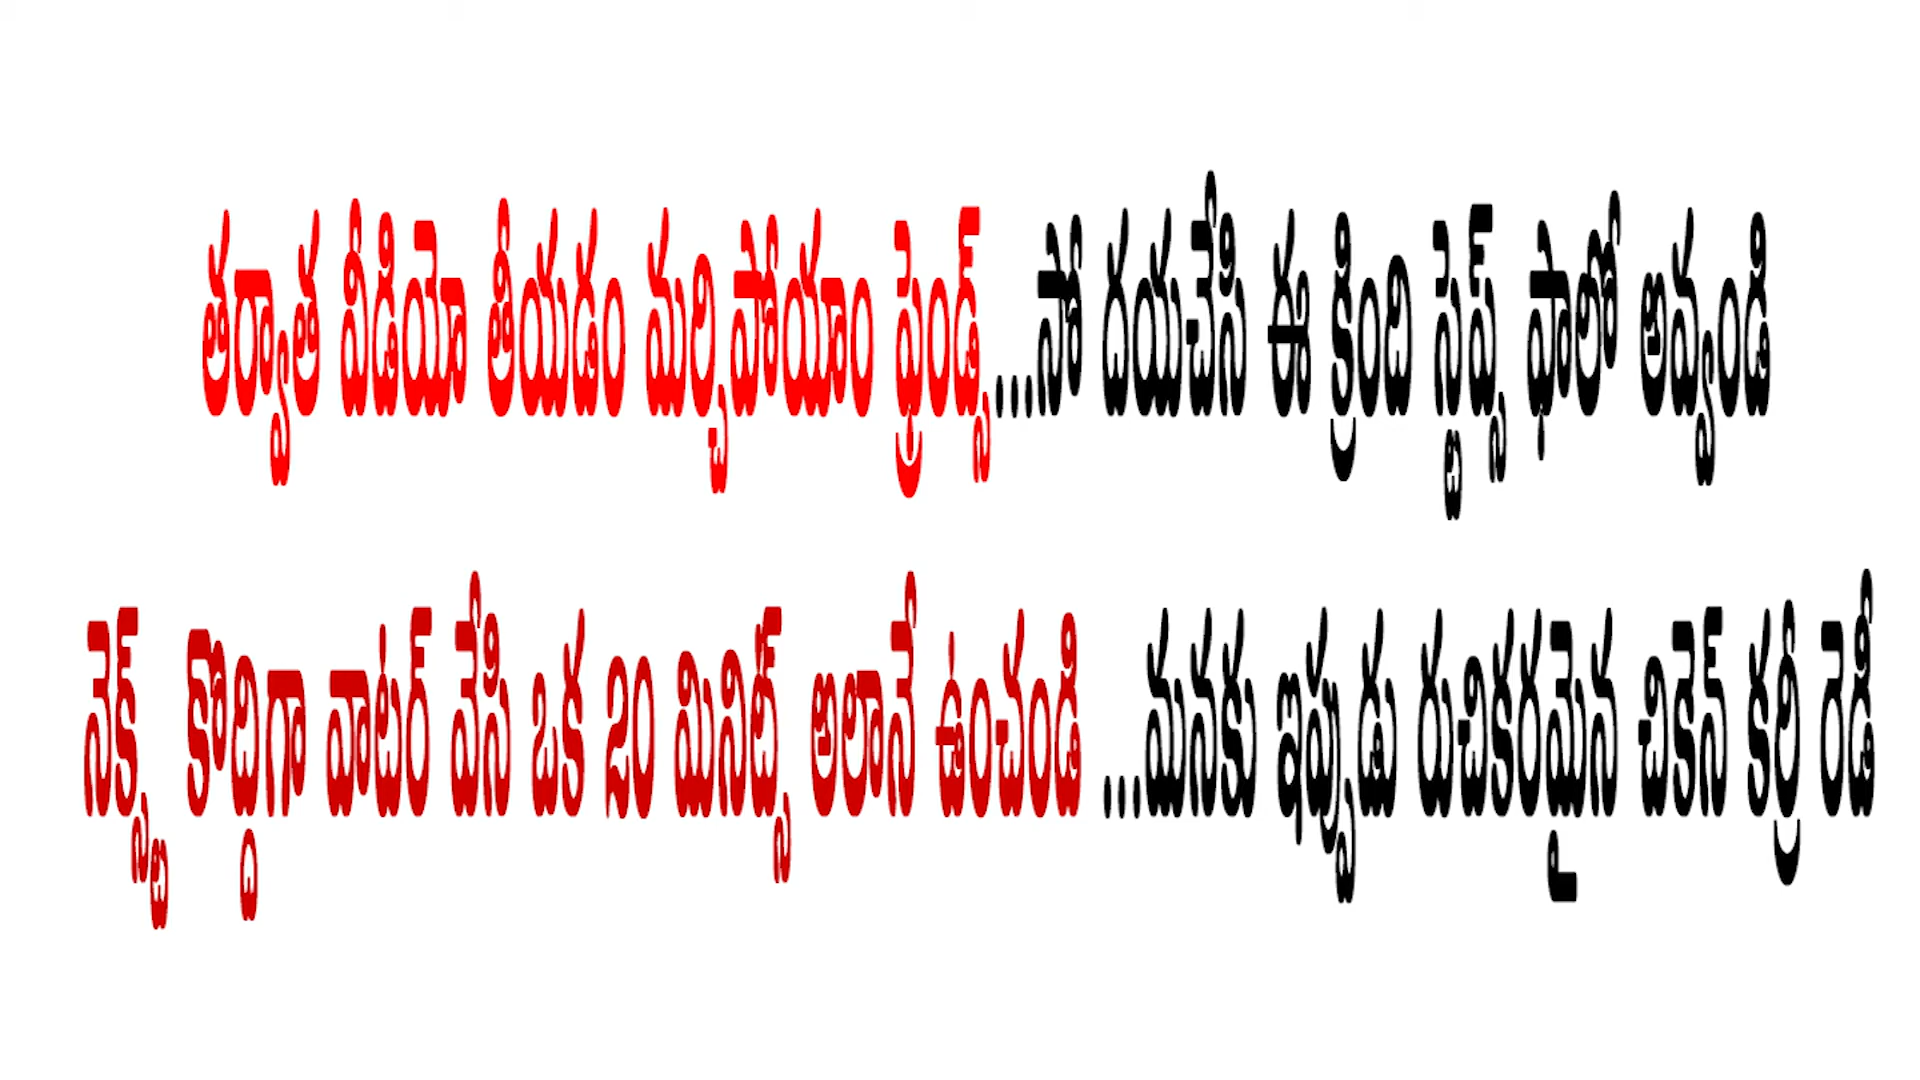 తర్వాత వీడియో తీయడం మర్చిపోయాం ఫ్రెండ్స్...సో దయచేసి ఈ క్రింది స్టెప్స్ ఫాలో అవ్వండి
నెక్స్ట్ కొద్దిగా వాటర్ వేసి ఒక 20 మినిట్స్ అలానే ఉంచండి ...మనకు ఇప్పుడు రుచికరమైన చికెన్ కర్రీ రెడీ